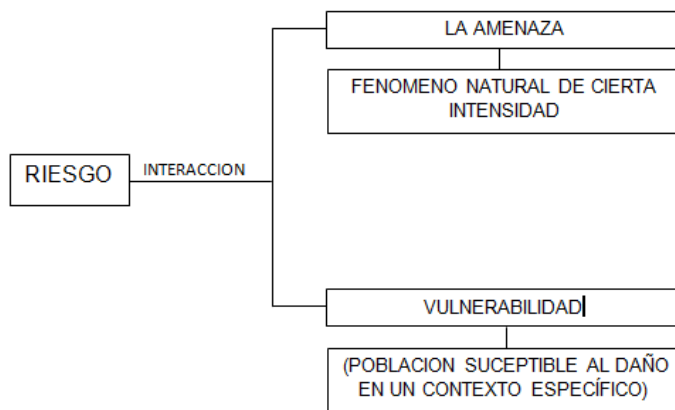 LA AMENAZA
FENOMENO NATURAL DE CIERTA
INTENSIDAD
RIESGO
INTERACCION
VULNERABILIDAD
(POBLACION SUCEPTIBLE AL DAÑO
EN UN CONTEXTO ESPECÍFICO)